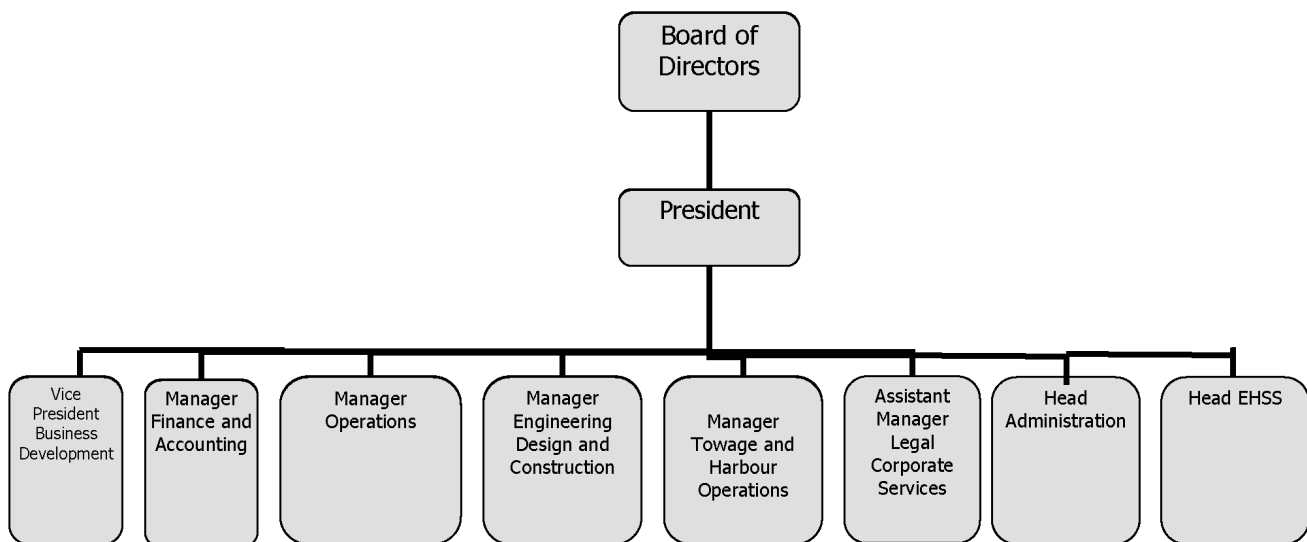 Board of
Directors
President
Vice
President
Business
Development
Manager
Finance and
Accounting
Manager
Operations
Manager
Engineering
Design and
Construction
Manager
Towage and
Harbour
Operations
Assistant
Manager
Legal
Corporate
Services
Head
Administration
Head EHSS